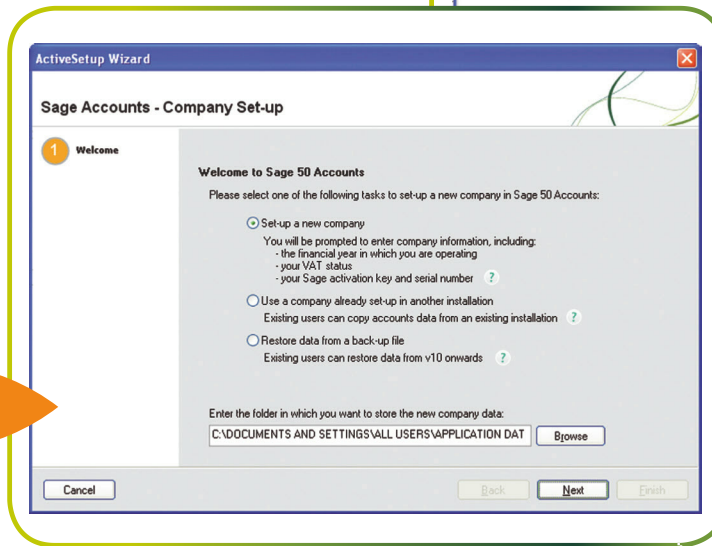 ActiveSetup Wizard
Sage Accounts - Company Set-up
1 Welcome
Welcome to Sage 50 Accounts
Please select one of the following tasks to set-up a new company in Sage 50 Accounts:
Set-up a new company
You will be prompted to enter company information, including:
- the financial year in which you are operating
- your VAT status
- your Sage activation key and serial number ?
Use a company already set-up in another installation
Existing users can copy accounts data from an existing installation ?
Restore data from a back-up file
Existing users can restore data from v10 onwards ?
Enter the folder in which you want to store the new company data:
C:\DOCUMENTS AND SETTINGS\ALL USERS\APPLICATION DAT Browse
Cancel Back Next Finish